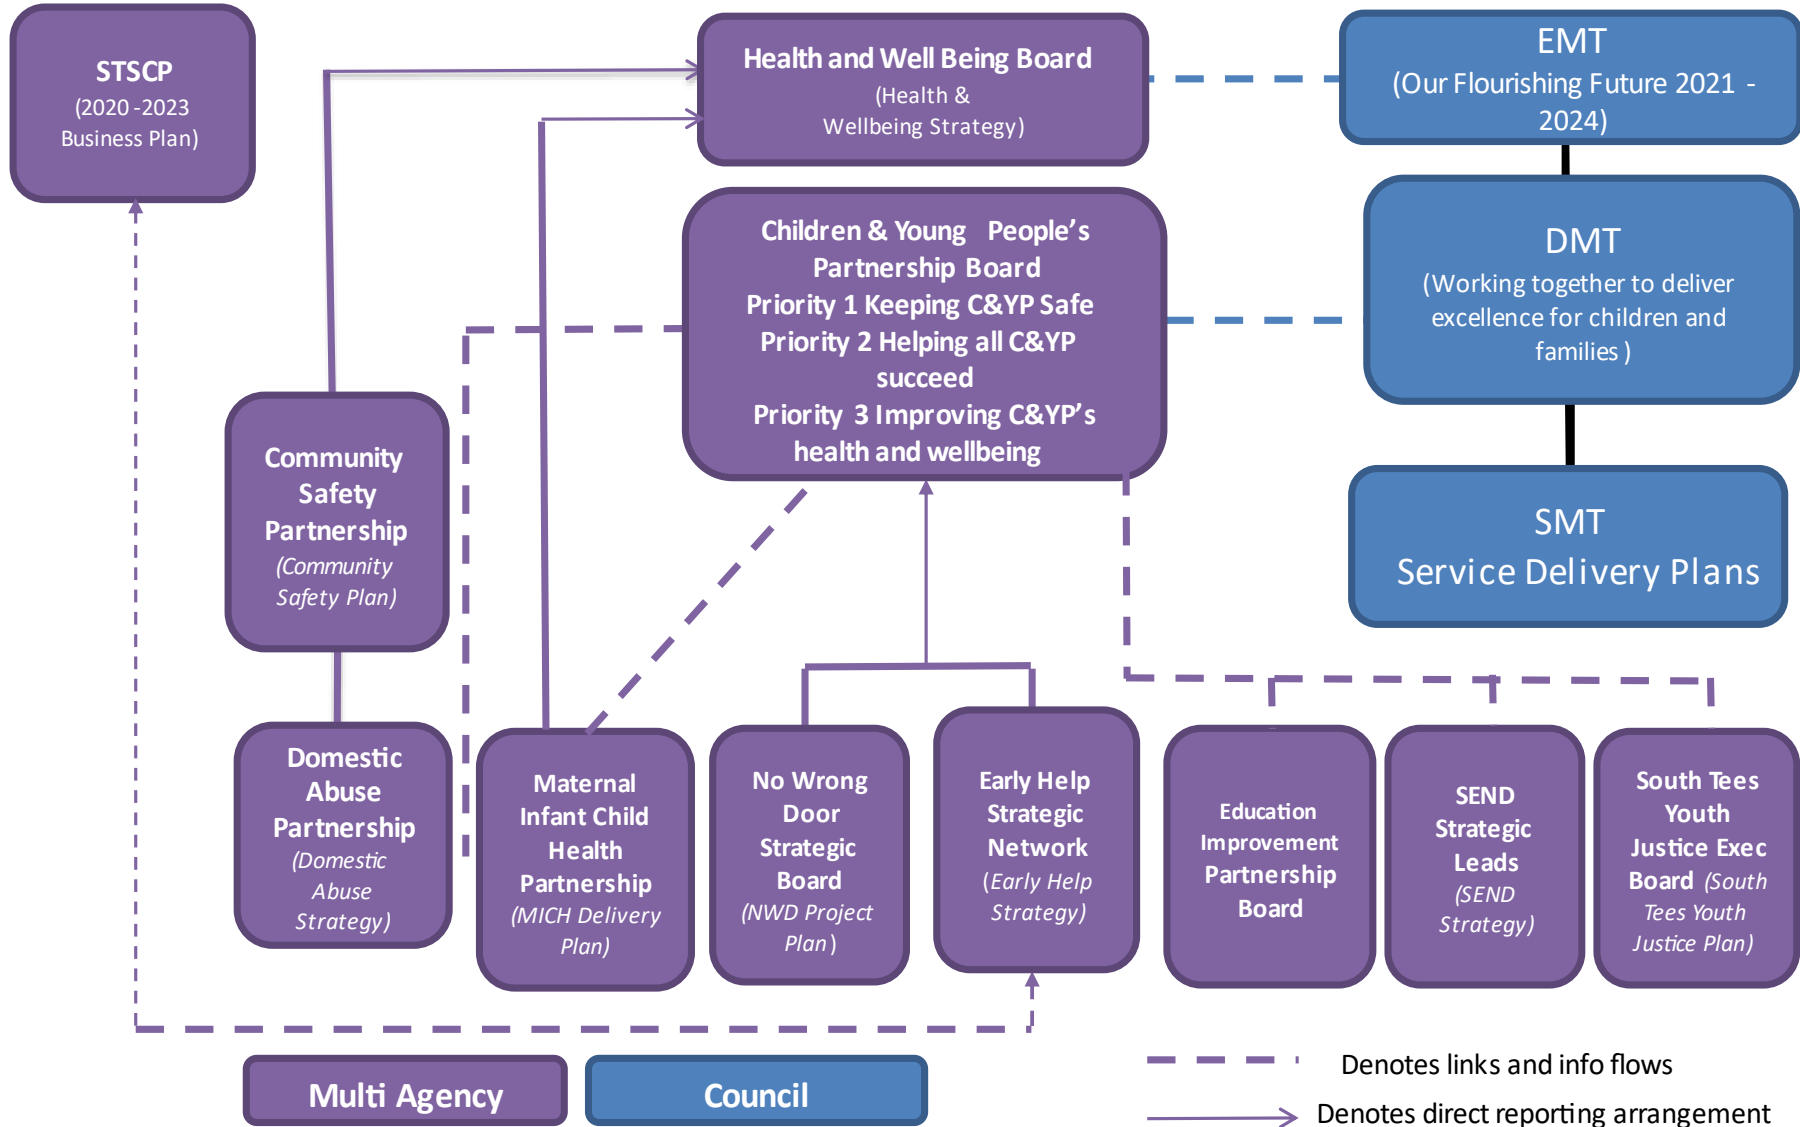 STSCP
(2020 -2023
Business Plan)
Health and Well Being Board
(Health &
Wellbeing Strategy)
EMT
(Our Flourishing Future 2021 -
2024)
Children & Young People’s
Partnership Board
Priority 1 Keeping C&YP Safe
Priority 2 Helping all C&YP
succeed
Priority 3 Improving C&YP’s
health and wellbeing
DMT
(Working together to deliver
excellence for children and
families )
SMT
Service Delivery Plans
Community
Safety
Partnership
(Community
Safety Plan)
Domestic
Abuse
Partnership
(Domestic
Abuse
Strategy)
Maternal
Infant Child
Health
Partnership
(MICH Delivery
Plan)
No Wrong
Door
Strategic
Board
(NWD Project
Plan)
Early Help
Strategic
Network
(Early Help
Strategy)
Education
Improvement
Partnership
Board
SEND
Strategic
Leads
(SEND
Strategy)
South Tees
Youth
Justice Exec
Board (South
Tees Youth
Justice Plan)
Multi Agency
Council
Denotes links and info flows
Denotes direct reporting arrangement